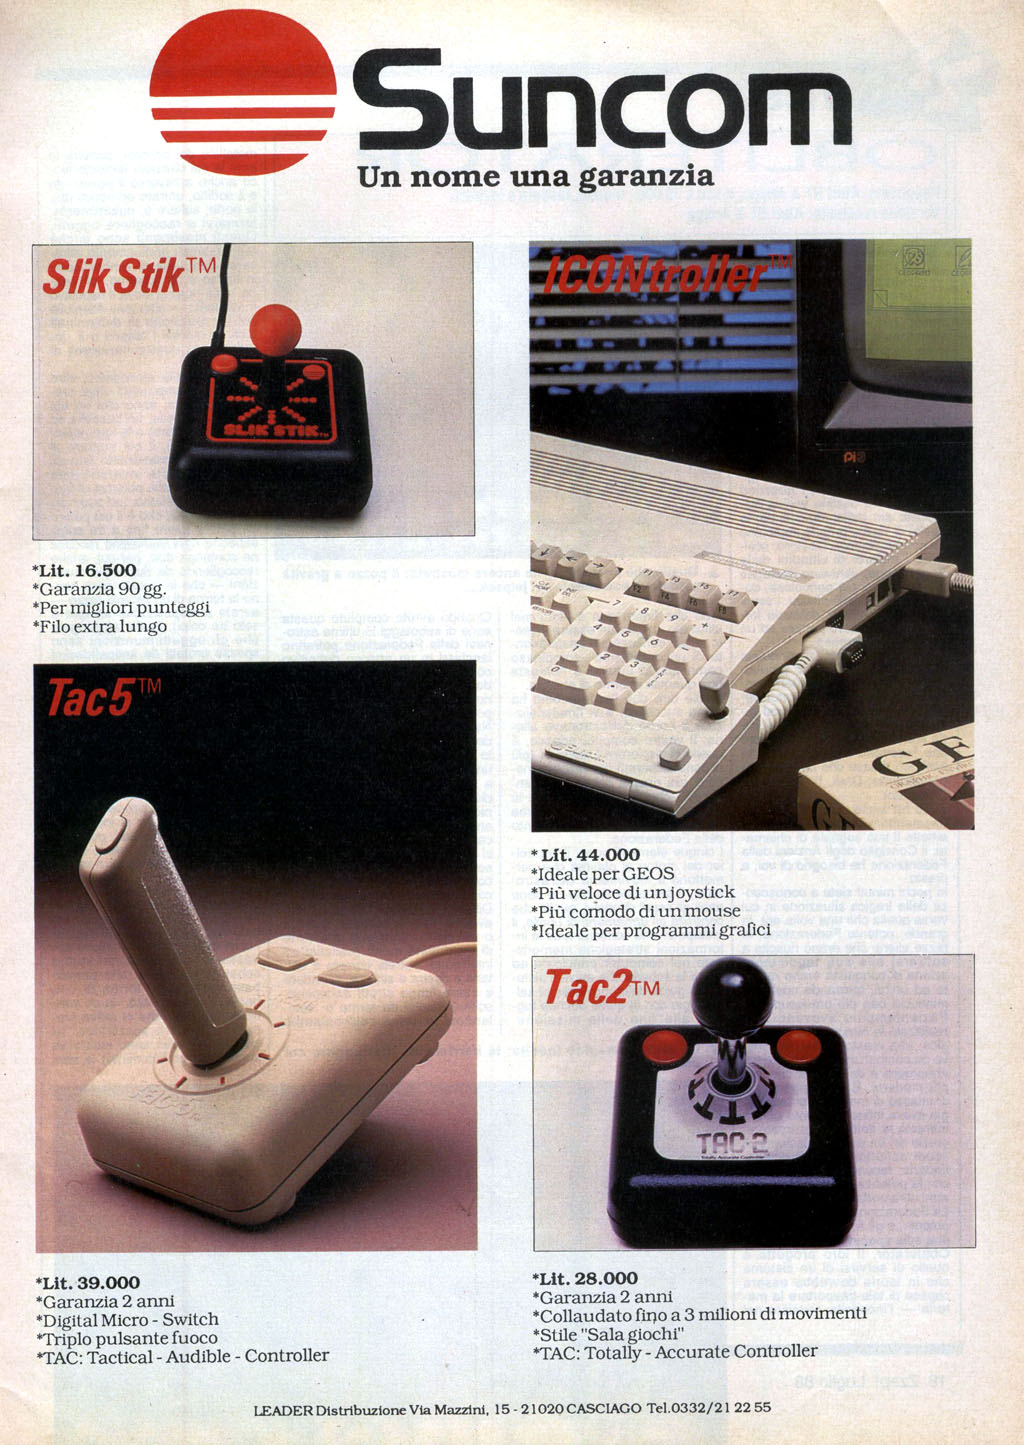 Suncom
Un nome una garanzia
Slik Stik™
SLIK STIK
*Lit. 16.500
*Garanzia 90 gg.
*Per migliori punteggi
*Filo extra lungo
ICONtroller™
*Lit. 44.000
*Ideale per GEOS
*Più veloce di un joystick
*Più comodo di un mouse
*Ideale per programmi grafici
Tac5™
*Lit. 39.000
*Garanzia 2 anni
*Digital Micro - Switch
*Triplo pulsante fuoco
*TAC: Tactical - Audible - Controller
Tac2™
TAC-2
Totally Accurate Controller
*Lit. 28.000
*Garanzia 2 anni
*Collaudato fino a 3 milioni di movimenti
*Stile "Sala giochi"
*TAC: Totally - Accurate Controller
LEADER Distribuzione Via Mazzini, 15 - 21020 CASCIAGO Tel.0332/21 22 55